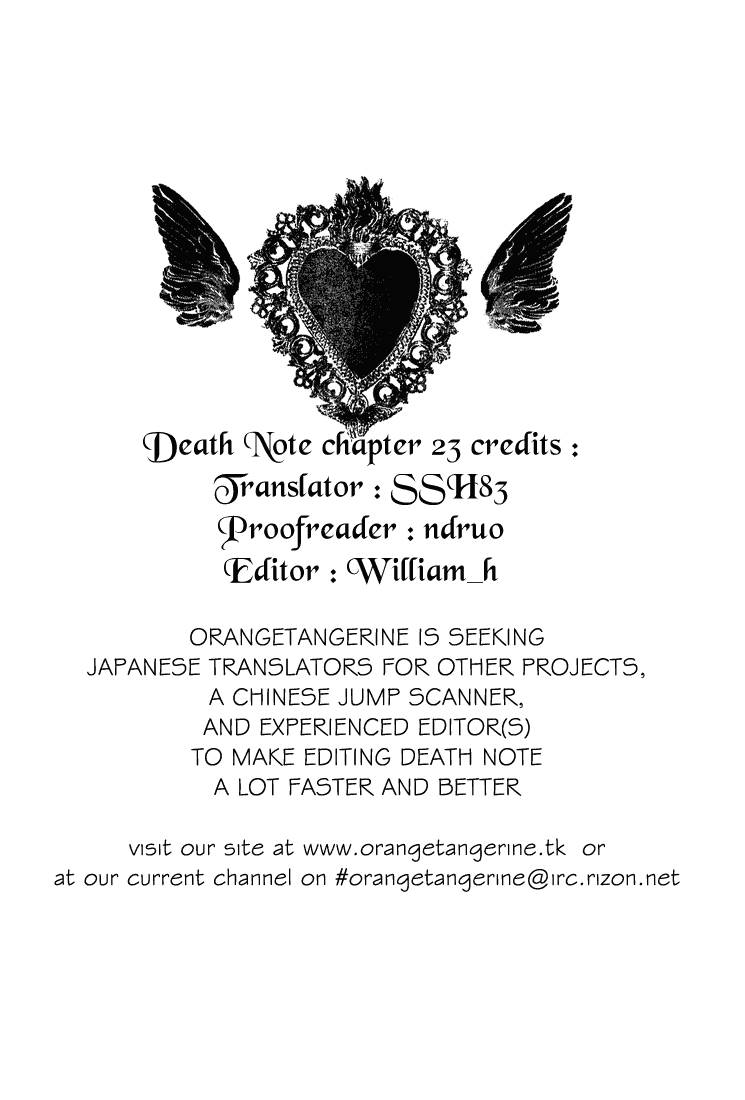 Death Note chapter 23 credits :
Translator : SSH83
Proofreader : ndruo
Editor : William_h
ORANGETANGERINE IS SEEKING
JAPANESE TRANSLATORS FOR OTHER PROJECTS,
A CHINESE JUMP SCANNER,
AND EXPERIENCED EDITOR(S)
TO MAKE EDITING DEATH NOTE
A LOT FASTER AND BETTER
visit our site at www.orangetangerine.tk or
at our current channel on #orangetangerine@irc.rizon.net